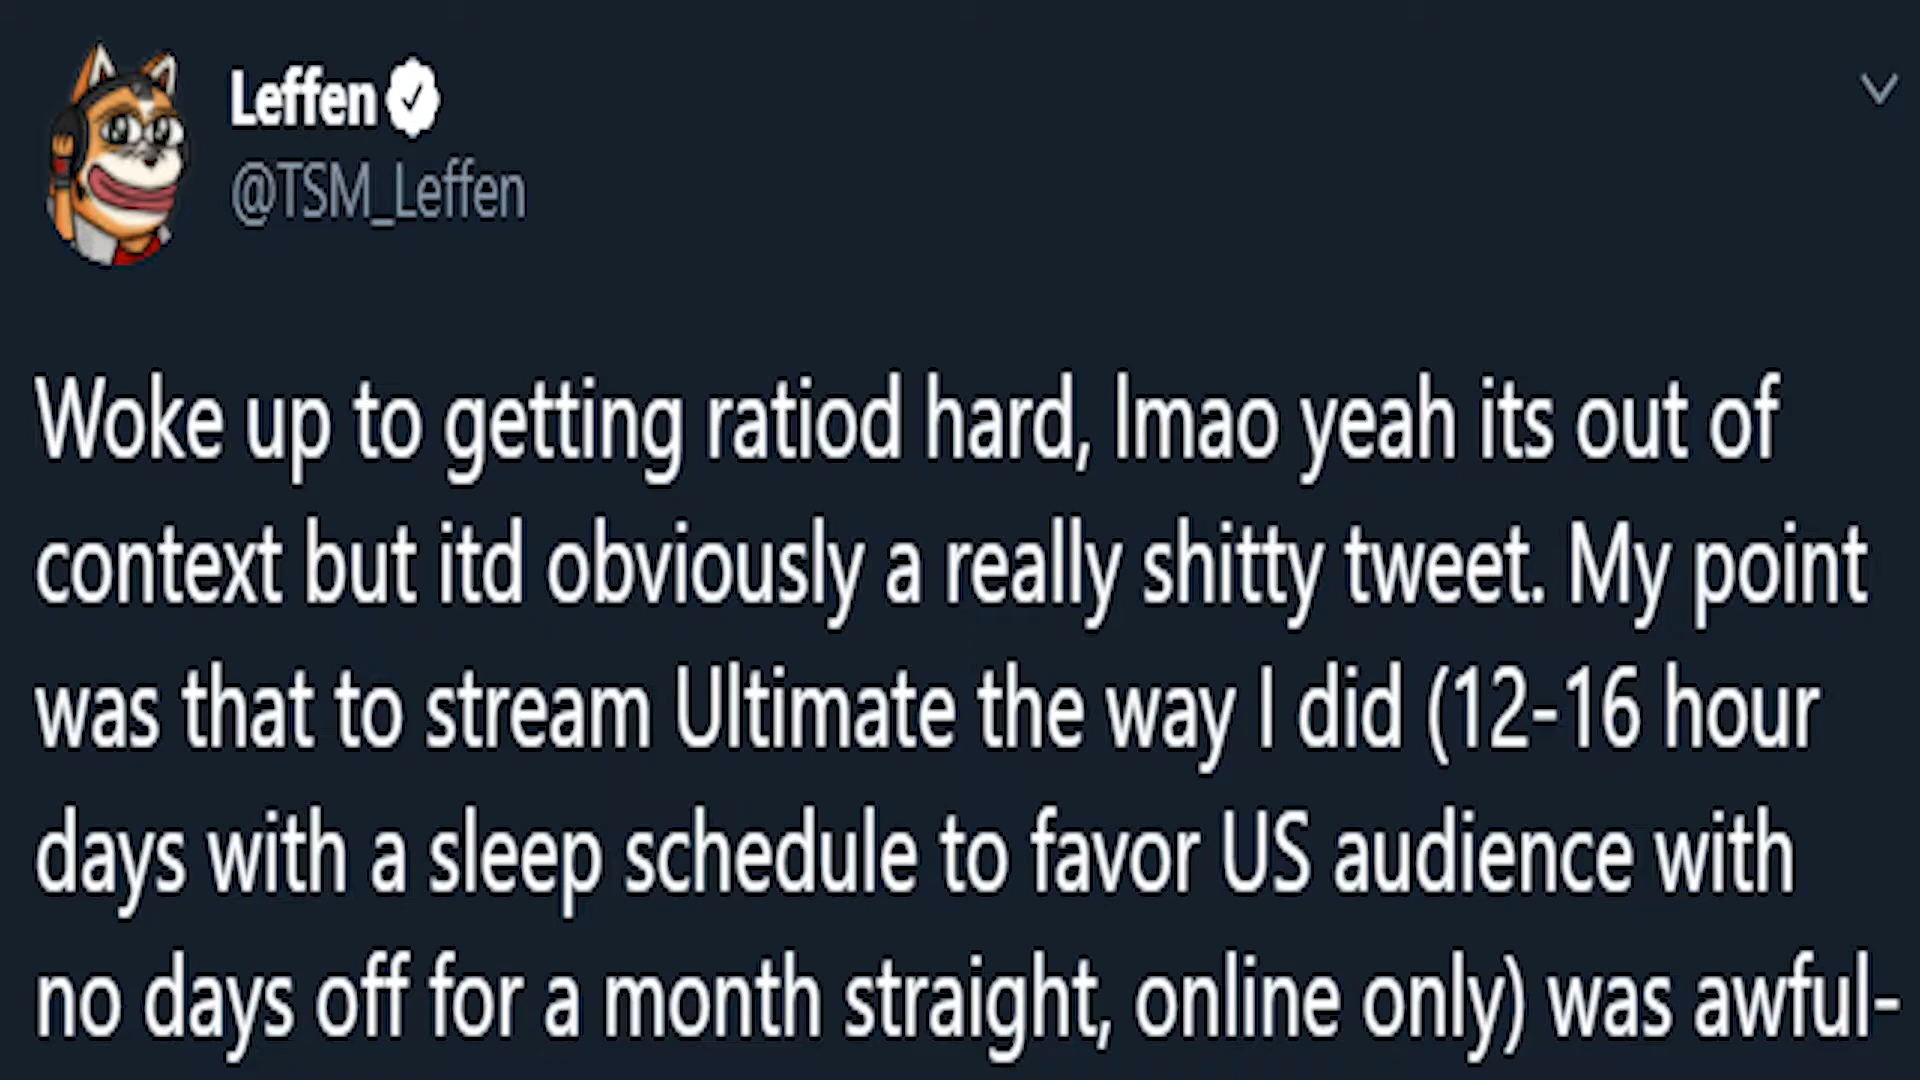 Leffen
@TSM_Leffen
Woke up to getting ratiod hard, lmao yeah its out of
context but itd obviously a really shitty tweet. My point
was that to stream Ultimate the way I did (12-16 hour
days with a sleep schedule to favor US audience with
no days off for a month straight, online only) was awful-